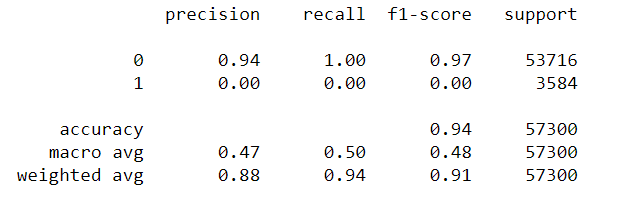 precision recall f1-score support
0 0.94 1.00 0.97 53716
1 0.00 0.00 0.00 3584
accuracy 0.94 57300
macro avg 0.47 0.50 0.48 57300
weighted avg 0.88 0.94 0.91 57300